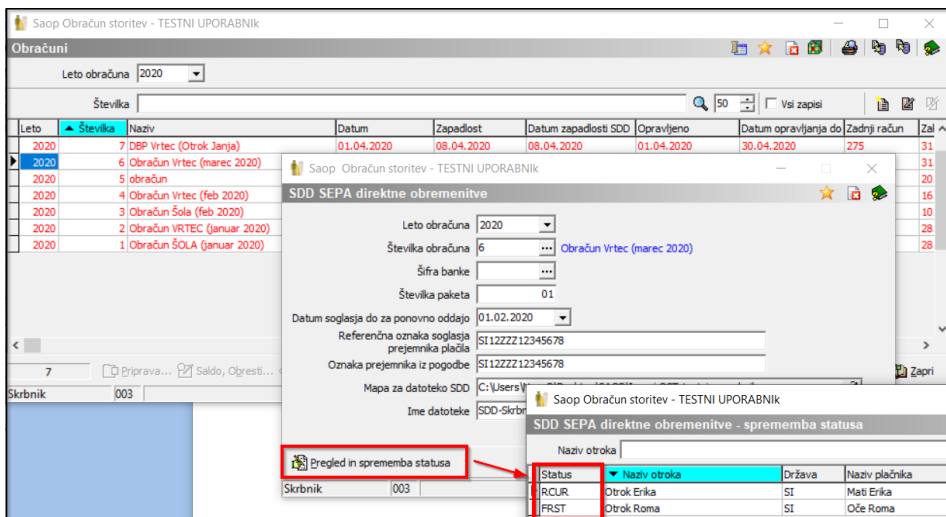 Saop Obračun storitev - TESTNI UPORABNIk
Obračuni
Leto obračuna 2020
Številka 50 Vsi zapisi
Leto Številka Naziv Datum Zapadlost Datum zapadlosti SDD Opravljeno Datum opravljanja do Zadnji račun Zal
2020 7 DBP Vrtec (Otrok Janja) 01.04.2020 08.04.2020 08.04.2020 01.04.2020 30.04.2020 275 31
2020 6 Obračun Vrtec (marec 2020) 31
2020 5 obračun 20
2020 4 Obračun Vrtec (feb 2020) 16
2020 3 Obračun Šola (feb 2020) 10
2020 2 Obračun VRTEC (januar 2020) 28
2020 1 Obračun ŠOLA (januar 2020) 28
7 Priprava... Saldo, Obresti... Zapri
Skrbnik 003
Saop Obračun storitev - TESTNI UPORABNIk
SDD SEPA direktne obremenitve
Leto obračuna 2020
Številka obračuna 6 ... Obračun Vrtec (marec 2020)
Šifra banke ...
Številka paketa 01
Datum soglasja do za ponovno oddajo 01.02.2020
Referenčna oznaka soglasja
prejemnika plačila SI12ZZZ12345678
Oznaka prejemnika iz pogodbe SI12ZZZ12345678
Mapa za datoteko SDD
Ime datoteke SDD-Skrbn
Pregled in sprememba statusa
Skrbnik 003
Saop Obračun storitev - TESTNI UPORABNIk
SDD SEPA direktne obremenitve - sprememba statusa
Naziv otroka
Status Naziv otroka Država Naziv plačnika
RCUR Otrok Erika SI Mati Erika
FRST Otrok Roma SI Oče Roma